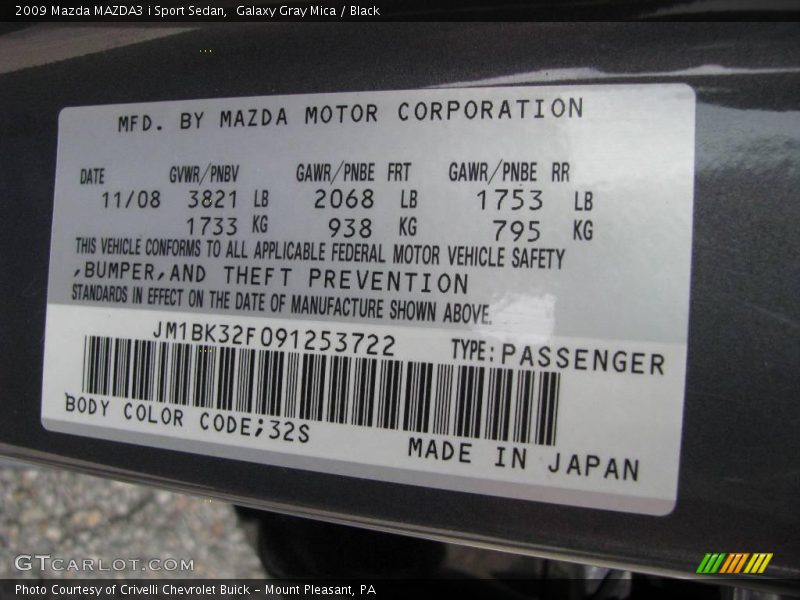 2009 Mazda MAZDA3 i Sport Sedan,  Galaxy Gray Mica / Black
MFD. BY MAZDA MOTOR CORPORATION
DATE GVWR/PNBV GAWR/PNBE FRT GAWR/PNBE RR
11/08 3821 LB 2068 LB 1753 LB
1733 KG 938 KG 795 KG
THIS VEHICLE CONFORMS TO ALL APPLICABLE FEDERAL MOTOR VEHICLE SAFETY
,BUMPER,AND THEFT PREVENTION
STANDARDS IN EFFECT ON THE DATE OF MANUFACTURE SHOWN ABOVE.
JM1BK32F091253722 TYPE:PASSENGER
BODY COLOR CODE;32S
MADE IN JAPAN
GTCARLOT.COM
Photo Courtesy of Crivelli Chevrolet Buick – Mount Pleasant, PA